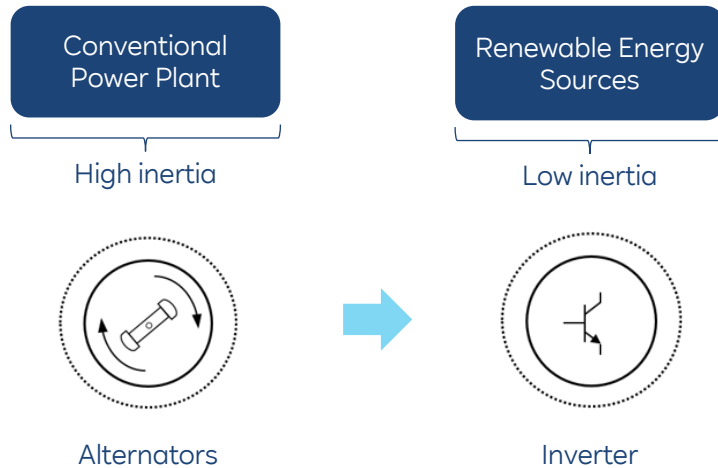 Conventional
Power Plant
Renewable Energy
Sources
High inertia
Low inertia
Alternators
Inverter